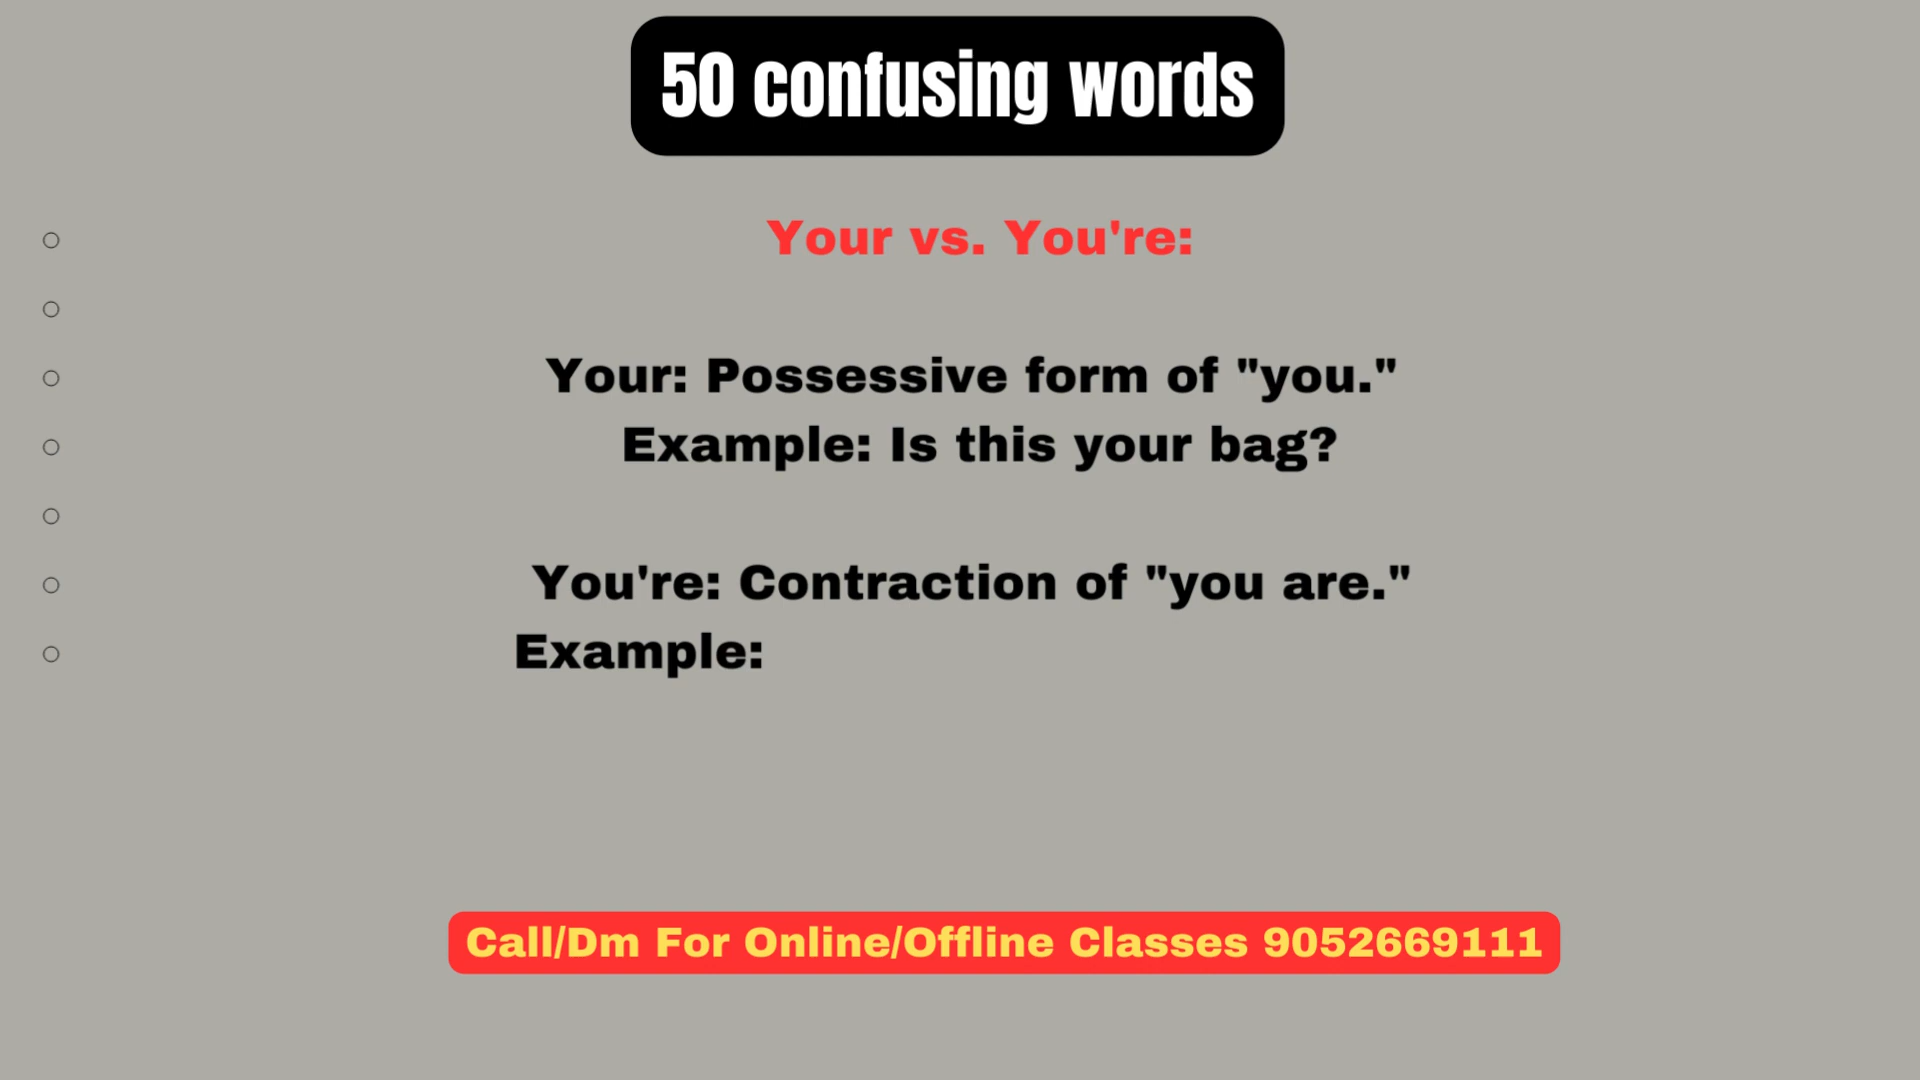 50 confusing words
Your vs. You're:
Your: Possessive form of "you."
Example: Is this your bag?
You're: Contraction of "you are."
Example:
Call/Dm For Online/Offline Classes 9052669111